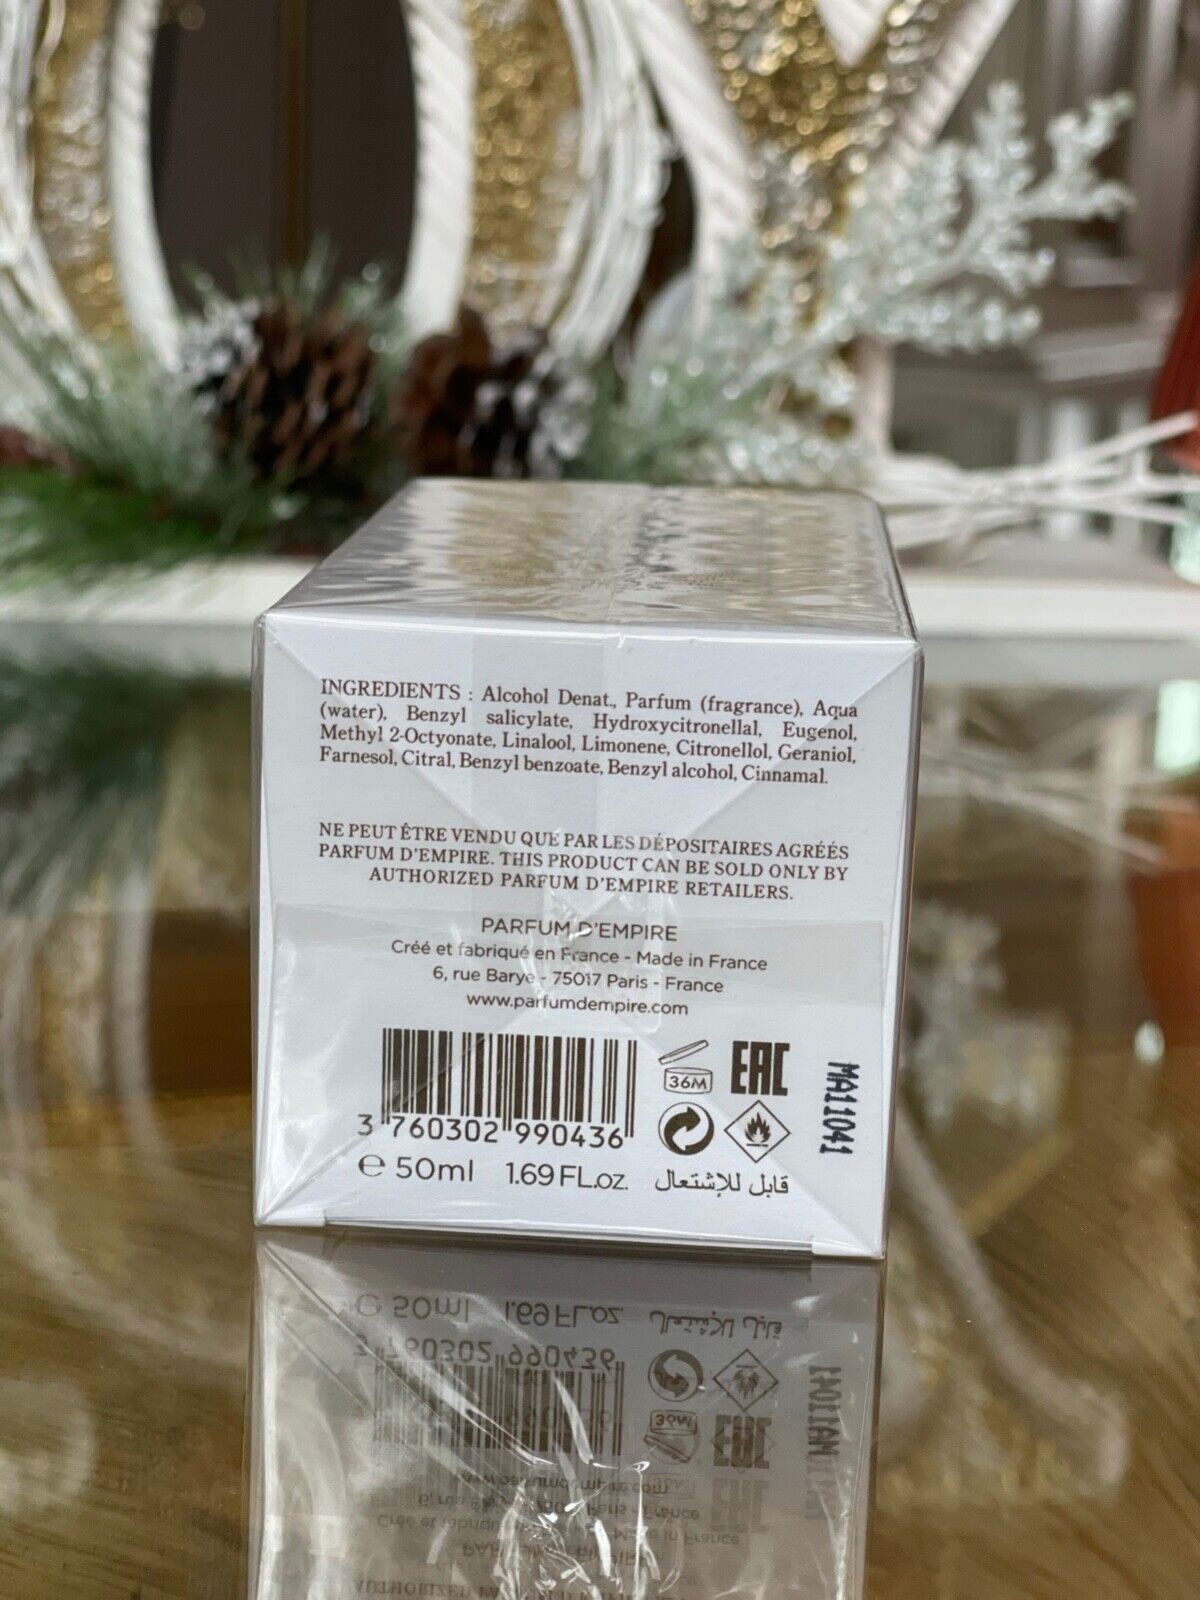 INGREDIENTS : Alcohol Denat., Parfum (fragrance), Aqua
(water), Benzyl salicylate, Hydroxycitronellal, Eugenol,
Methyl 2-Octyonate, Linalool, Limonene, Citronellol, Geraniol,
Farnesol, Citral, Benzyl benzoate, Benzyl alcohol, Cinnamal.
NE PEUT ÊTRE VENDU QUE PAR LES DÉPOSITAIRES AGRÉÉS
PARFUM D'EMPIRE. THIS PRODUCT CAN BE SOLD ONLY BY
AUTHORIZED PARFUM D'EMPIRE RETAILERS.
PARFUM D'EMPIRE
Créé et fabriqué en France - Made in France
6, rue Barye - 75017 Paris - France
www.parfumdempire.com
36M
EAC
MA11041
3 760302 990436
e 50ml 1.69 FL.oz.
قابل للإشتعال